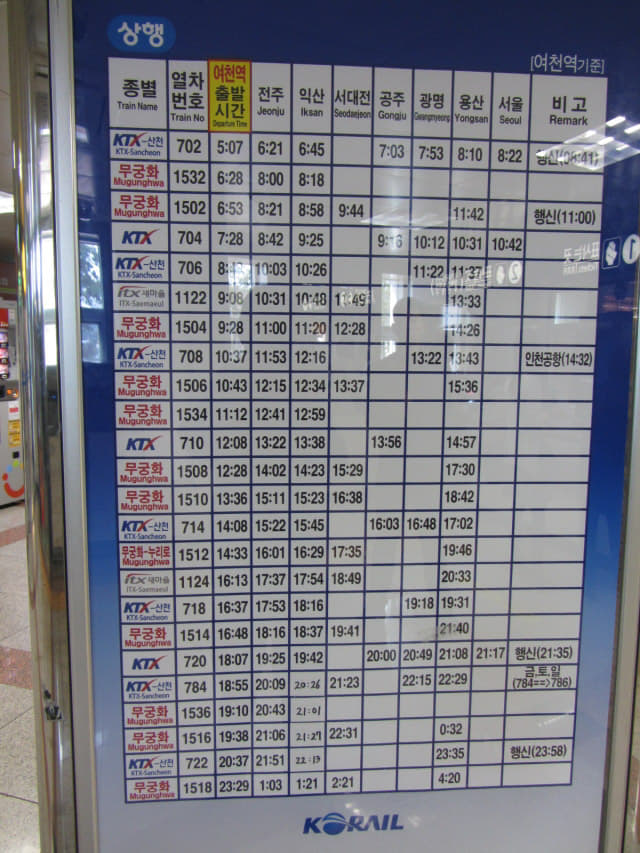 상행
[여천역기준]
종별 Train Name 열차번호 Train No 여천역 출발시간 Departure Time 전주 Jeonju 익산 Iksan 서대전 Seodaejeon 공주 Gongju 광명 Gwangmyeong 용산 Yongsan 서울 Seoul 비고 Remark
KTX-산천 KTX-Sancheon 702 5:07 6:21 6:45 7:03 7:53 8:10 8:22 행신(08:41)
무궁화 Mugunghwa 1532 6:28 8:00 8:18
무궁화 Mugunghwa 1502 6:53 8:21 8:58 9:44 11:42 행신(11:00)
KTX 704 7:28 8:42 9:25 10:12 10:31 10:42
KTX-산천 KTX-Sancheon 706 10:03 10:26 11:22 11:37
itx 새마을 ITX-Saemaeul 1122 9:08 10:31 10:48 11:49 13:33
무궁화 Mugunghwa 1504 9:28 11:00 11:20 12:28 14:26
KTX-산천 KTX-Sancheon 708 10:37 11:53 12:16 13:22 13:43 인천공항(14:32)
무궁화 Mugunghwa 1506 10:43 12:15 12:34 13:37 15:36
무궁화 Mugunghwa 1534 11:12 12:41 12:59
KTX 710 12:08 13:22 13:38 13:56 14:57
무궁화 Mugunghwa 1508 12:28 14:02 14:23 15:29 17:30
무궁화 Mugunghwa 1510 13:36 15:11 15:23 16:38 18:42
KTX-산천 KTX-Sancheon 714 14:08 15:22 15:45 16:03 16:48 17:02
무궁화-누리로 Mugunghwa 1512 14:33 16:01 16:29 17:35 19:46
itx 새마을 ITX-Saemaeul 1124 16:13 17:37 17:54 18:49 20:33
KTX-산천 KTX-Sancheon 718 16:37 17:53 18:16 19:18 19:31
무궁화 Mugunghwa 1514 16:48 18:16 18:37 19:41 21:40
KTX 720 18:07 19:25 19:42 20:00 20:49 21:08 21:17 행신(21:35)
KTX-산천 KTX-Sancheon 784 18:55 20:09 20:26 21:23 22:15 22:29 금,토,일 (784==>786)
무궁화 Mugunghwa 1536 19:10 20:43 21:01
무궁화 Mugunghwa 1516 19:38 21:06 21:27 22:31 0:32
KTX-산천 KTX-Sancheon 722 20:37 21:51 22:13 23:35 행신(23:58)
무궁화 Mugunghwa 1518 23:29 1:03 1:21 2:21 4:20
KORAIL